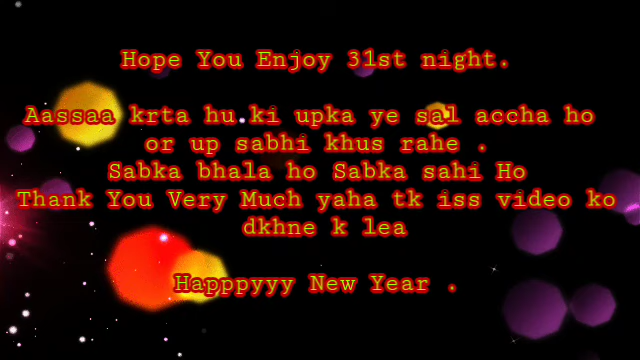 Hope You Enjoy 31st night.
Aassaa krta hu ki upka ye sal accha ho
or up sabhi khus rahe .
Sabka bhala ho Sabka sahi Ho
Thank You Very Much yaha tk iss video ko
dkhne k lea
Happpyyy New Year .